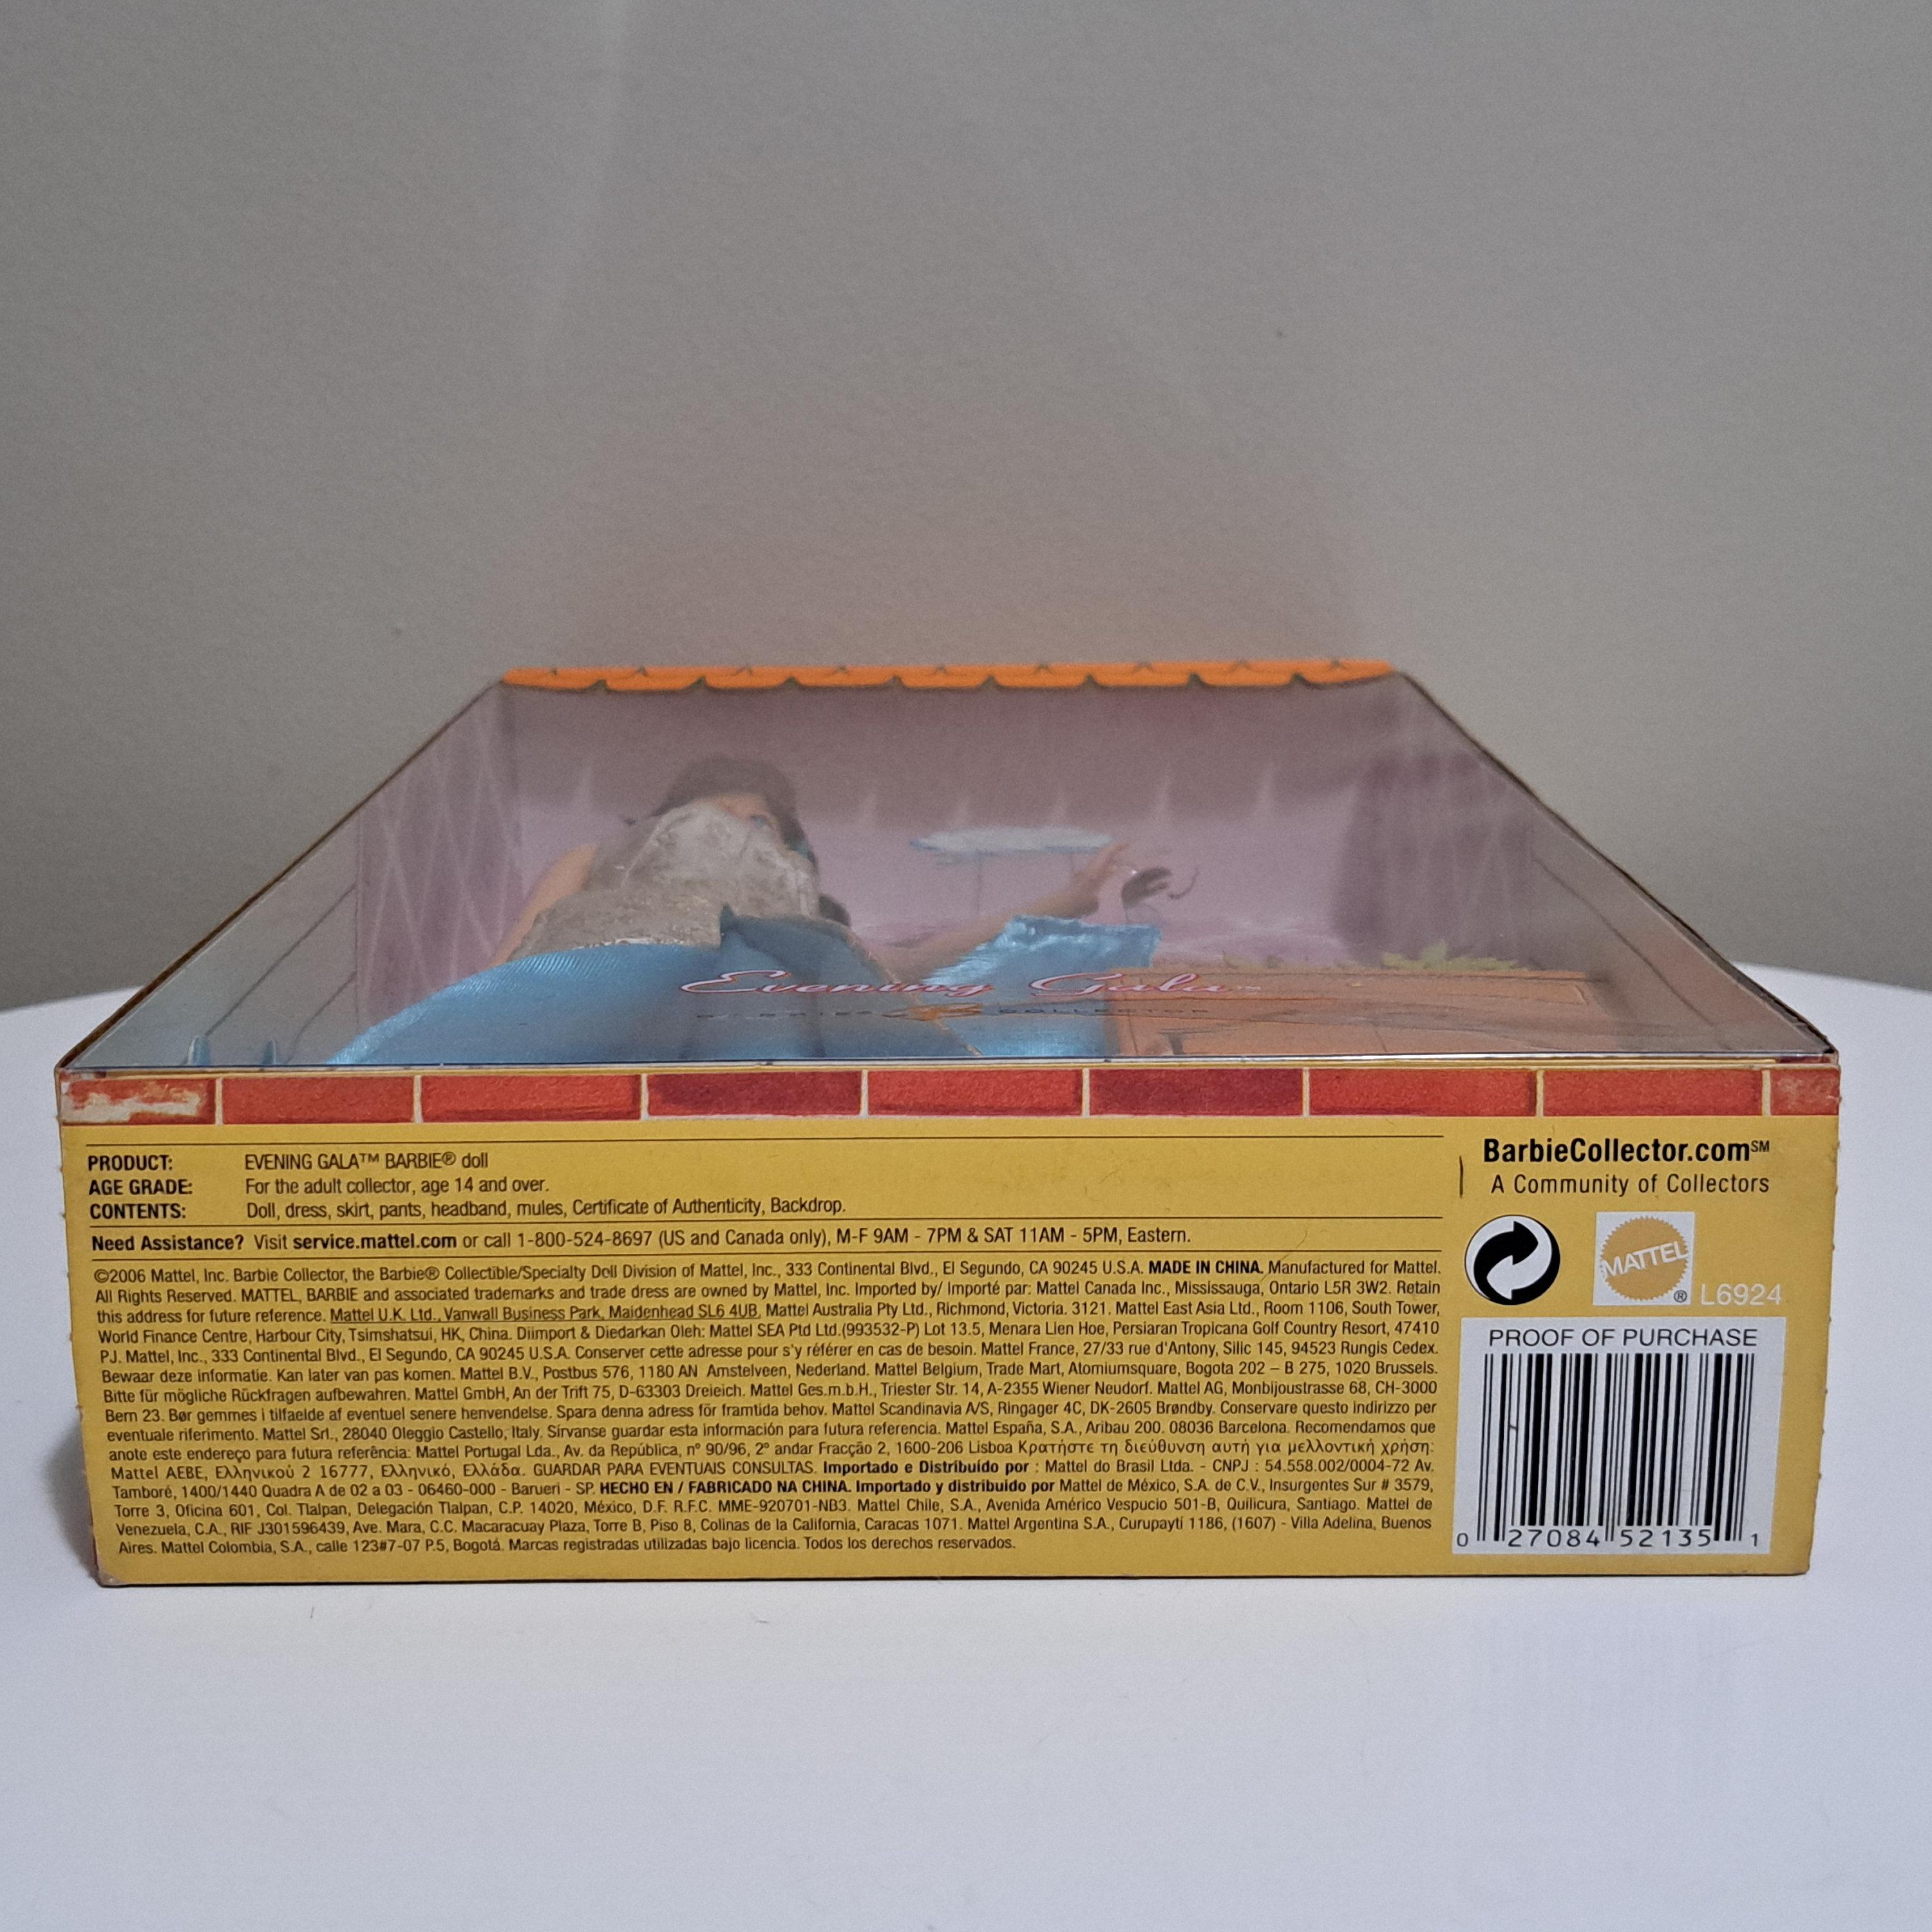 Evening Gala™
BARBIE COLLECTOR
PRODUCT: EVENING GALA™ BARBIE® doll
AGE GRADE: For the adult collector, age 14 and over.
CONTENTS: Doll, dress, skirt, pants, headband, mules, Certificate of Authenticity, Backdrop.
Need Assistance? Visit service.mattel.com or call 1-800-524-8697 (US and Canada only), M-F 9AM - 7PM & SAT 11AM - 5PM, Eastern.
©2006 Mattel, Inc. Barbie Collector, the Barbie® Collectible/Specialty Doll Division of Mattel, Inc., 333 Continental Blvd., El Segundo, CA 90245 U.S.A. MADE IN CHINA. Manufactured for Mattel.
All Rights Reserved. MATTEL, BARBIE and associated trademarks and trade dress are owned by Mattel, Inc. Imported by/ Importé par: Mattel Canada Inc., Mississauga, Ontario L5R 3W2. Retain
this address for future reference. Mattel U.K. Ltd., Vanwall Business Park, Maidenhead SL6 4UB, Mattel Australia Pty Ltd., Richmond, Victoria. 3121. Mattel East Asia Ltd., Room 1106, South Tower,
World Finance Centre, Harbour City, Tsimshatsui, HK, China. Diimport & Diedarkan Oleh: Mattel SEA Ptd Ltd.(993532-P) Lot 13.5, Menara Lien Hoe, Persiaran Tropicana Golf Country Resort, 47410
PJ. Mattel, Inc., 333 Continental Blvd., El Segundo, CA 90245 U.S.A. Conserver cette adresse pour s'y référer en cas de besoin. Mattel France, 27/33 rue d'Antony, Silic 145, 94523 Rungis Cedex.
Bewaar deze informatie. Kan later van pas komen. Mattel B.V., Postbus 576, 1180 AN Amstelveen, Nederland. Mattel Belgium, Trade Mart, Atomiumsquare, Bogota 202 – B 275, 1020 Brussels.
Bitte für mögliche Rückfragen aufbewahren. Mattel GmbH, An der Trift 75, D-63303 Dreieich. Mattel Ges.m.b.H., Triester Str. 14, A-2355 Wiener Neudorf. Mattel AG, Monbijoustrasse 68, CH-3000
Bern 23. Bør gemmes i tilfaelde af eventuel senere henvendelse. Spara denna adress för framtida behov. Mattel Scandinavia A/S, Ringager 4C, DK-2605 Brøndby. Conservare questo indirizzo per
eventuale riferimento. Mattel Srl., 28040 Oleggio Castello, Italy. Sírvanse guardar esta información para futura referencia. Mattel España, S.A., Aribau 200. 08036 Barcelona. Recomendamos que
anote este endereço para futura referência: Mattel Portugal Lda., Av. da República, nº 90/96, 2º andar Fracção 2, 1600-206 Lisboa Κρατήστε τη διεύθυνση αυτή για μελλοντική χρήση:
Mattel AEBE, Ελληνικού 2 16777, Ελληνικό, Ελλάδα. GUARDAR PARA EVENTUAIS CONSULTAS. Importado e Distribuído por : Mattel do Brasil Ltda. - CNPJ : 54.558.002/0004-72 Av.
Tamboré, 1400/1440 Quadra A de 02 a 03 - 06460-000 - Barueri - SP. HECHO EN / FABRICADO NA CHINA. Importado y distribuido por Mattel de México, S.A. de C.V., Insurgentes Sur # 3579,
Torre 3, Oficina 601, Col. Tlalpan, Delegación Tlalpan, C.P. 14020, México, D.F. R.F.C. MME-920701-NB3. Mattel Chile, S.A., Avenida Américo Vespucio 501-B, Quilicura, Santiago. Mattel de
Venezuela, C.A., RIF J301596439, Ave. Mara, C.C. Macaracuay Plaza, Torre B, Piso 8, Colinas de la California, Caracas 1071. Mattel Argentina S.A., Curupaytí 1186, (1607) - Villa Adelina, Buenos
Aires. Mattel Colombia, S.A., calle 123#7-07 P.5, Bogotá. Marcas registradas utilizadas bajo licencia. Todos los derechos reservados.
BarbieCollector.com℠
A Community of Collectors
MATTEL ® L6924
PROOF OF PURCHASE
0 27084 52135 1